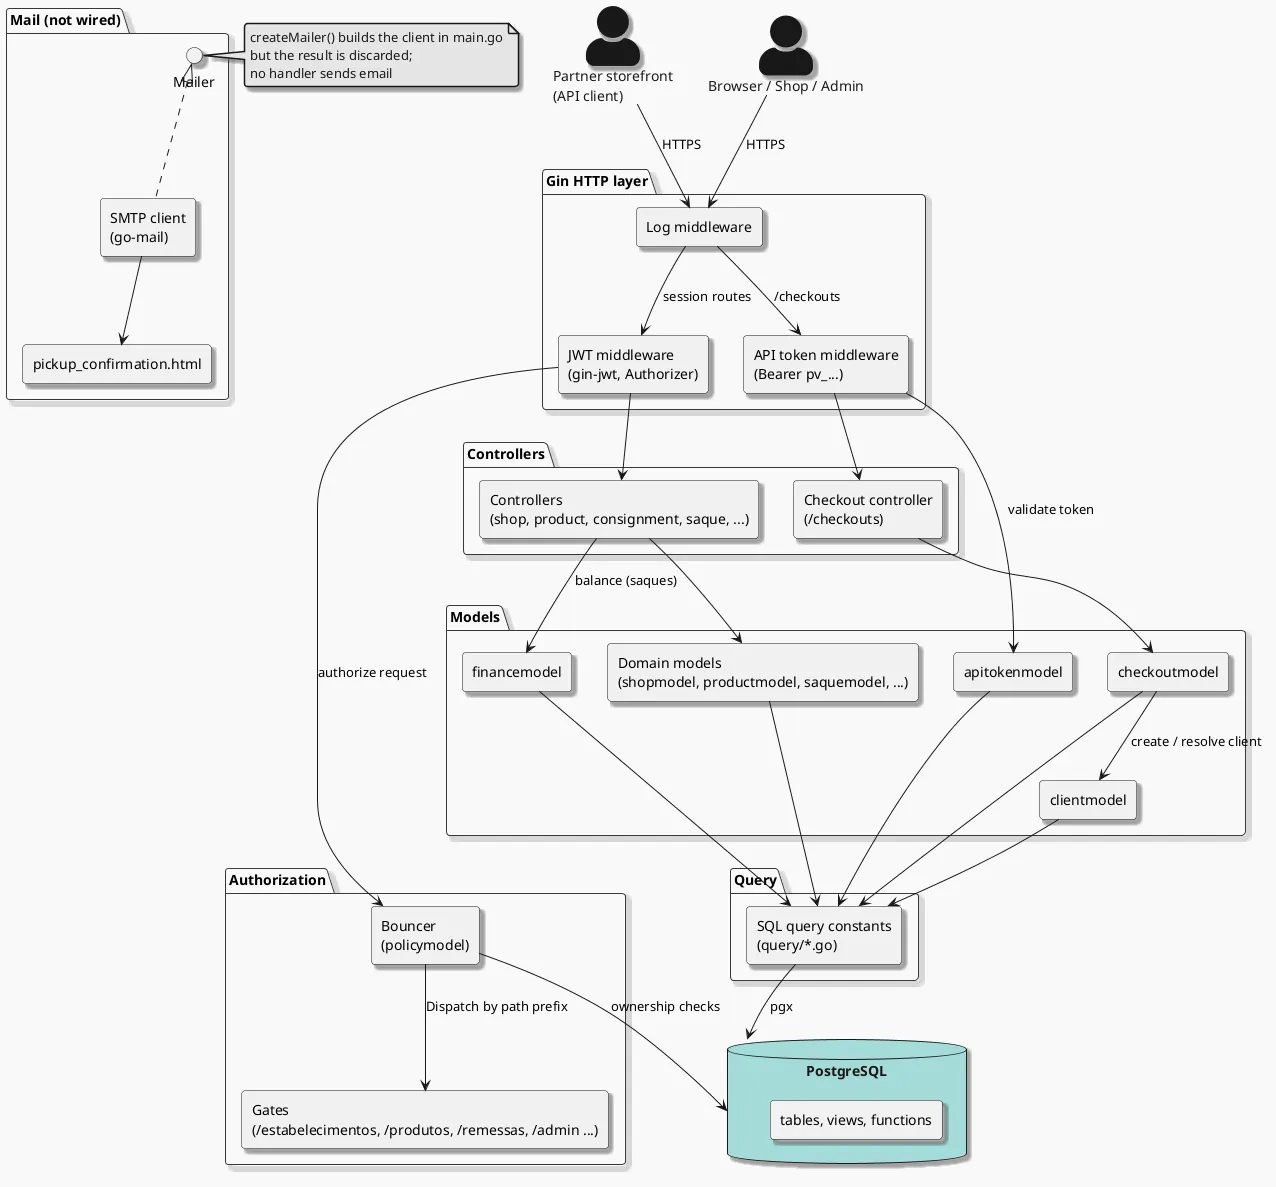 Mail (not wired)
Mailer
createMailer() builds the client in main.go
but the result is discarded;
no handler sends email
SMTP client
(go-mail)
pickup_confirmation.html
Partner storefront
(API client)
Browser / Shop / Admin
HTTPS
HTTPS
Gin HTTP layer
Log middleware
session routes
/checkouts
JWT middleware
(gin-jwt, Authorizer)
API token middleware
(Bearer pv_...)
Controllers
Controllers
(shop, product, consignment, saque, ...)
Checkout controller
(/checkouts)
validate token
balance (saques)
Models
authorize request
financemodel
Domain models
(shopmodel, productmodel, saquemodel, ...)
apitokenmodel
checkoutmodel
create / resolve client
clientmodel
Authorization
Bouncer
(policymodel)
Query
SQL query constants
(query/*.go)
Dispatch by path prefix
ownership checks
pgx
Gates
(/estabelecimentos, /produtos, /remessas, /admin ...)
PostgreSQL
tables, views, functions